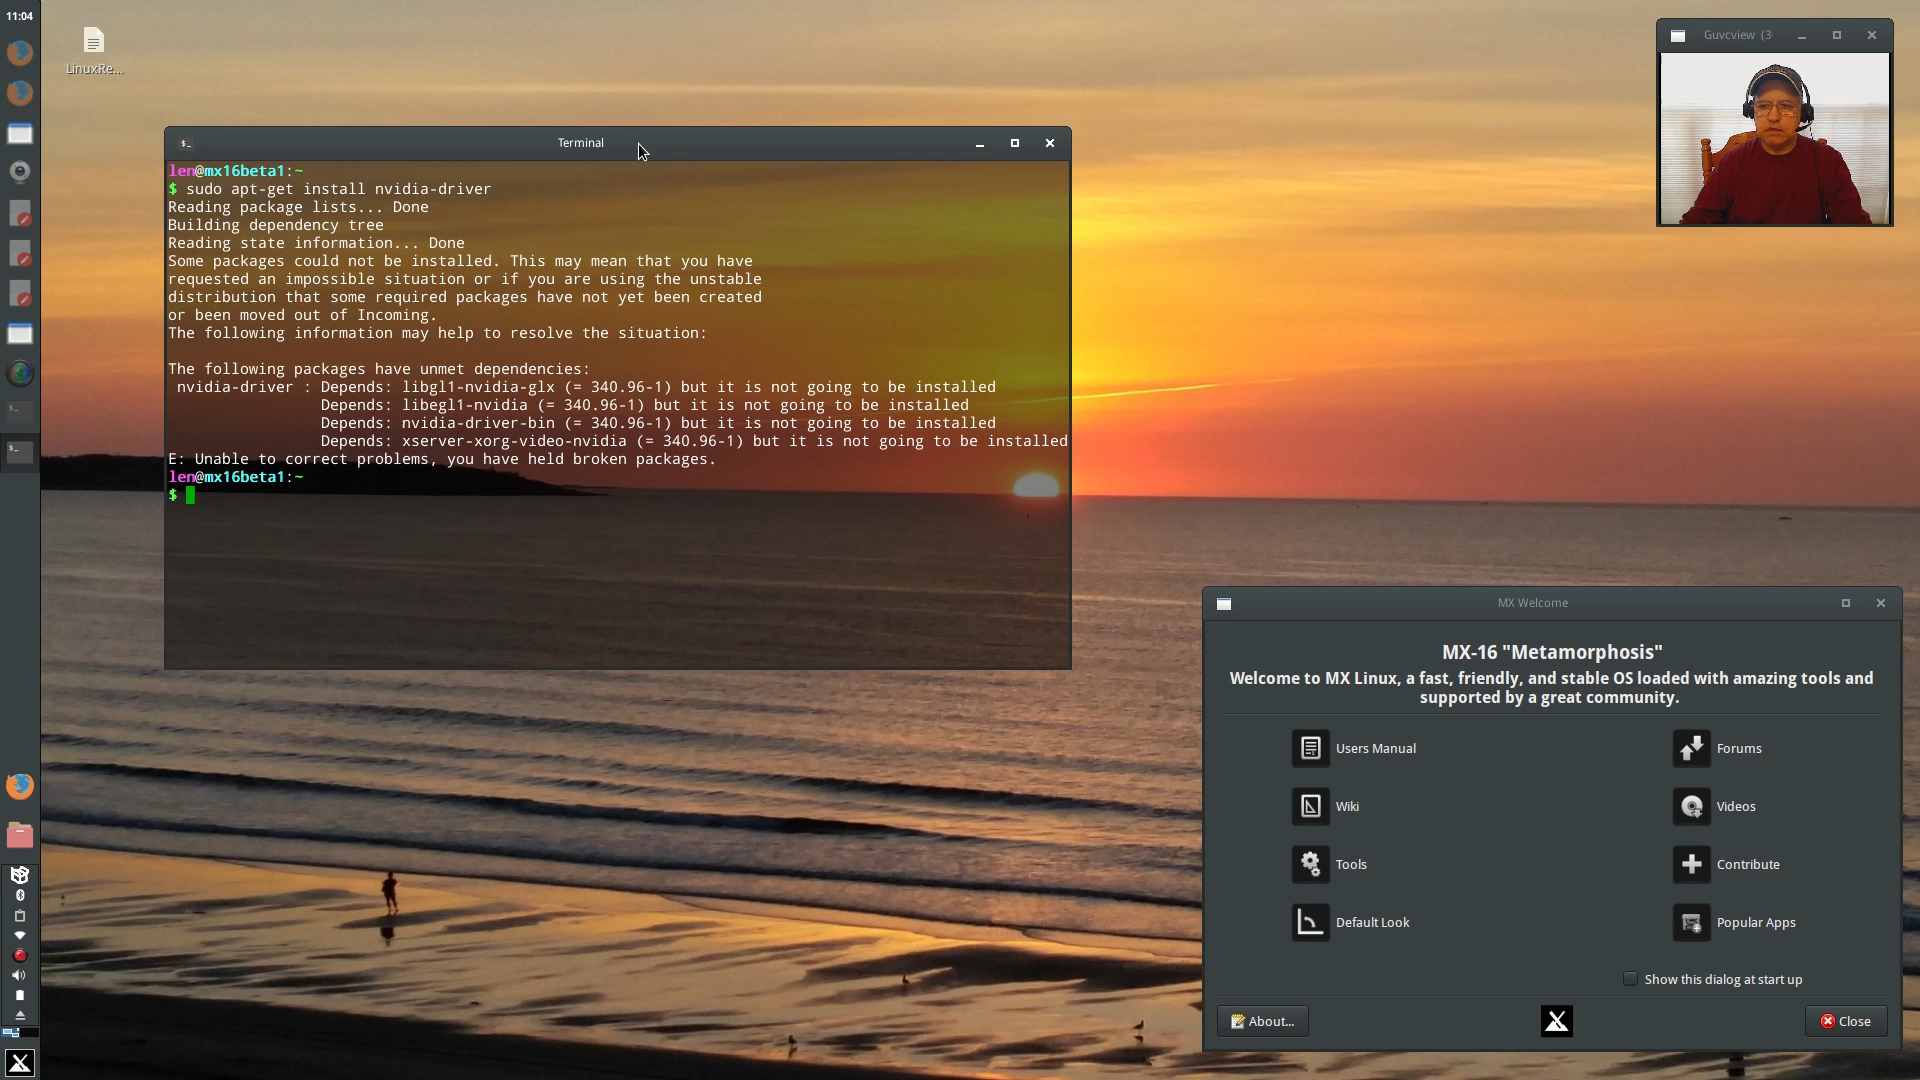 11:04
LinuxRe...
Terminal
len@mx16beta1:~
$ sudo apt-get install nvidia-driver
Reading package lists... Done
Building dependency tree
Reading state information... Done
Some packages could not be installed. This may mean that you have
requested an impossible situation or if you are using the unstable
distribution that some required packages have not yet been created
or been moved out of Incoming.
The following information may help to resolve the situation:
The following packages have unmet dependencies:
nvidia-driver : Depends: libgl1-nvidia-glx (= 340.96-1) but it is not going to be installed
Depends: libegl1-nvidia (= 340.96-1) but it is not going to be installed
Depends: nvidia-driver-bin (= 340.96-1) but it is not going to be installed
Depends: xserver-xorg-video-nvidia (= 340.96-1) but it is not going to be installed
E: Unable to correct problems, you have held broken packages.
len@mx16beta1:~
$
Guvcview (3
MX Welcome
MX-16 "Metamorphosis"
Welcome to MX Linux, a fast, friendly, and stable OS loaded with amazing tools and
supported by a great community.
Users Manual
Forums
Wiki
Videos
Tools
Contribute
Default Look
Popular Apps
Show this dialog at start up
About...
Close